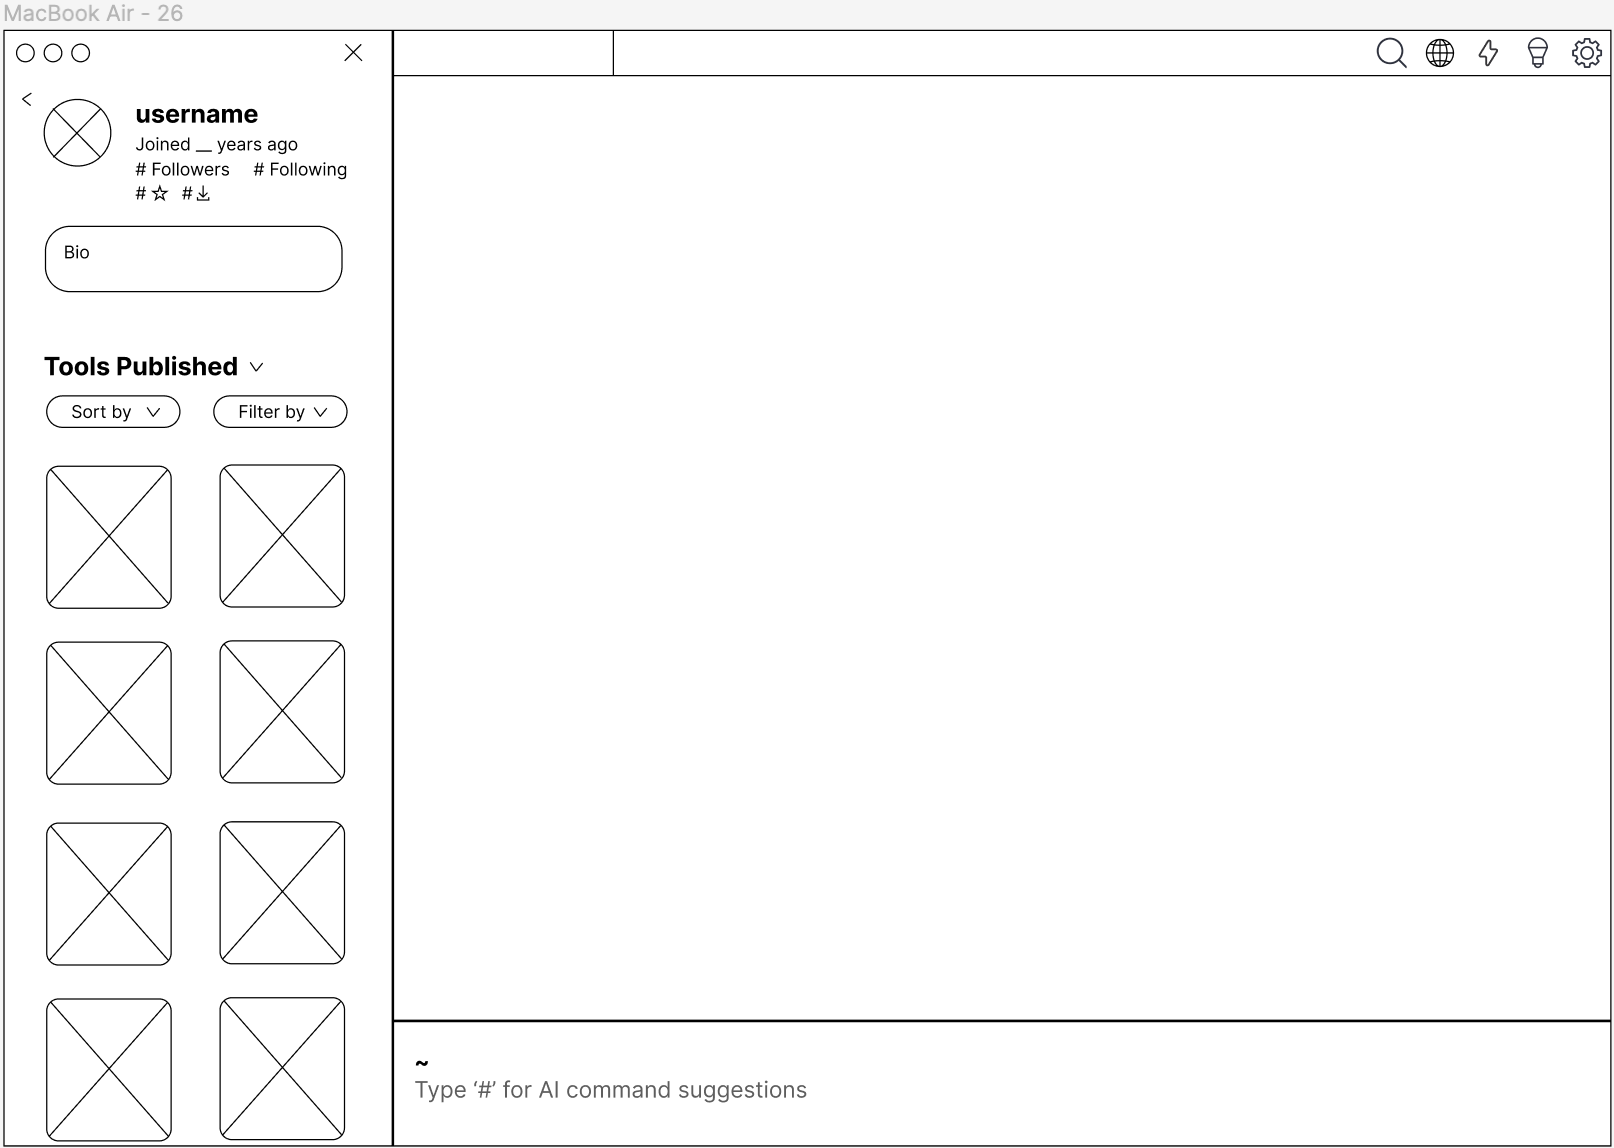 MacBook Air - 26
username
Joined __ years ago
# Followers # Following
# #
Bio
Tools Published
Sort by Filter by
~
Type ‘#’ for AI command suggestions